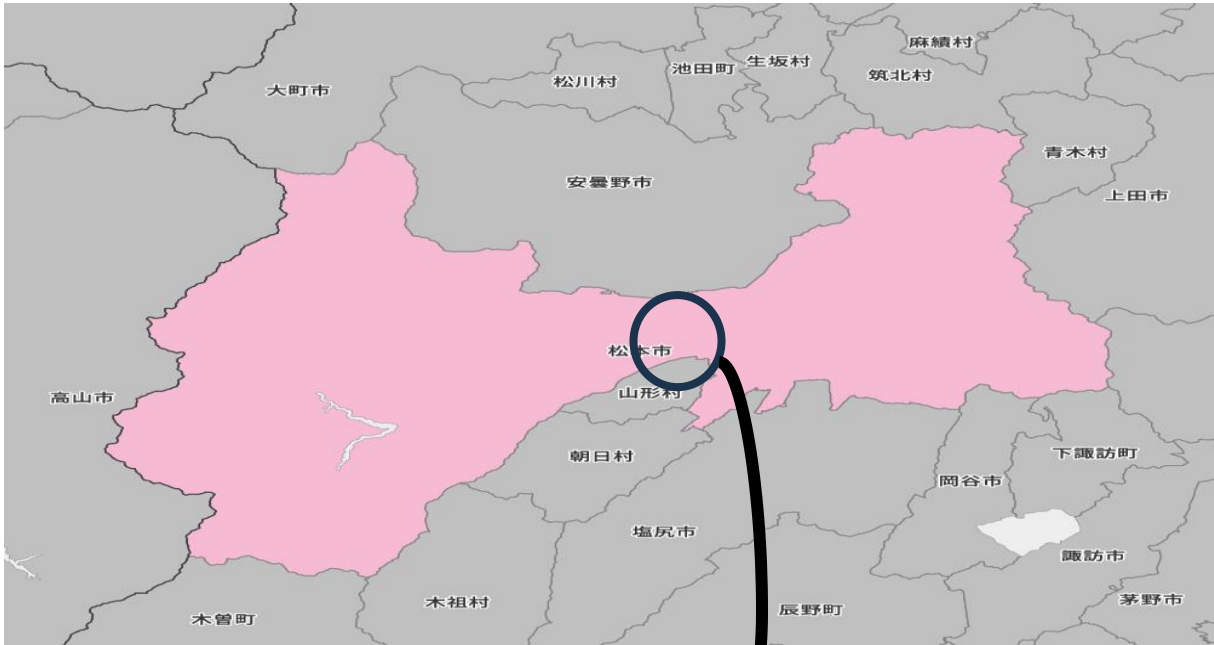 麻績村
生坂村
池田町
筑北村
松川村
大町市
青木村
安曇野市
上田市
松本市
山形村
高山市
朝日村
下諏訪町
岡谷市
塩尻市
諏訪市
木祖村
茅野市
辰野町
木曽町